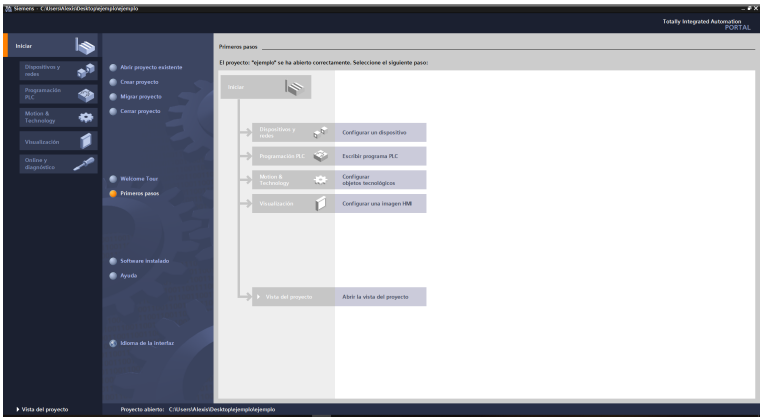 Siemens - C:\Users\Alexis\Desktop\ejemplo\ejemplo
Totally Integrated Automation
PORTAL
Iniciar
Dispositivos y
redes
Programación
PLC
Motion &
Technology
Visualización
Online y
diagnóstico
Abrir proyecto existente
Crear proyecto
Migrar proyecto
Cerrar proyecto
Welcome Tour
Primeros pasos
Software instalado
Ayuda
Idioma de la interfaz
Primeros pasos
El proyecto: "ejemplo" se ha abierto correctamente. Seleccione el siguiente paso:
Iniciar
Dispositivos y
redes
Configurar un dispositivo
Programación PLC
Escribir programa PLC
Motion &
Technology
Configurar
objetos tecnológicos
Visualización
Configurar una imagen HMI
Vista del proyecto
Abrir la vista del proyecto
Vista del proyecto
Proyecto abierto: C:\Users\Alexis\Desktop\ejemplo\ejemplo